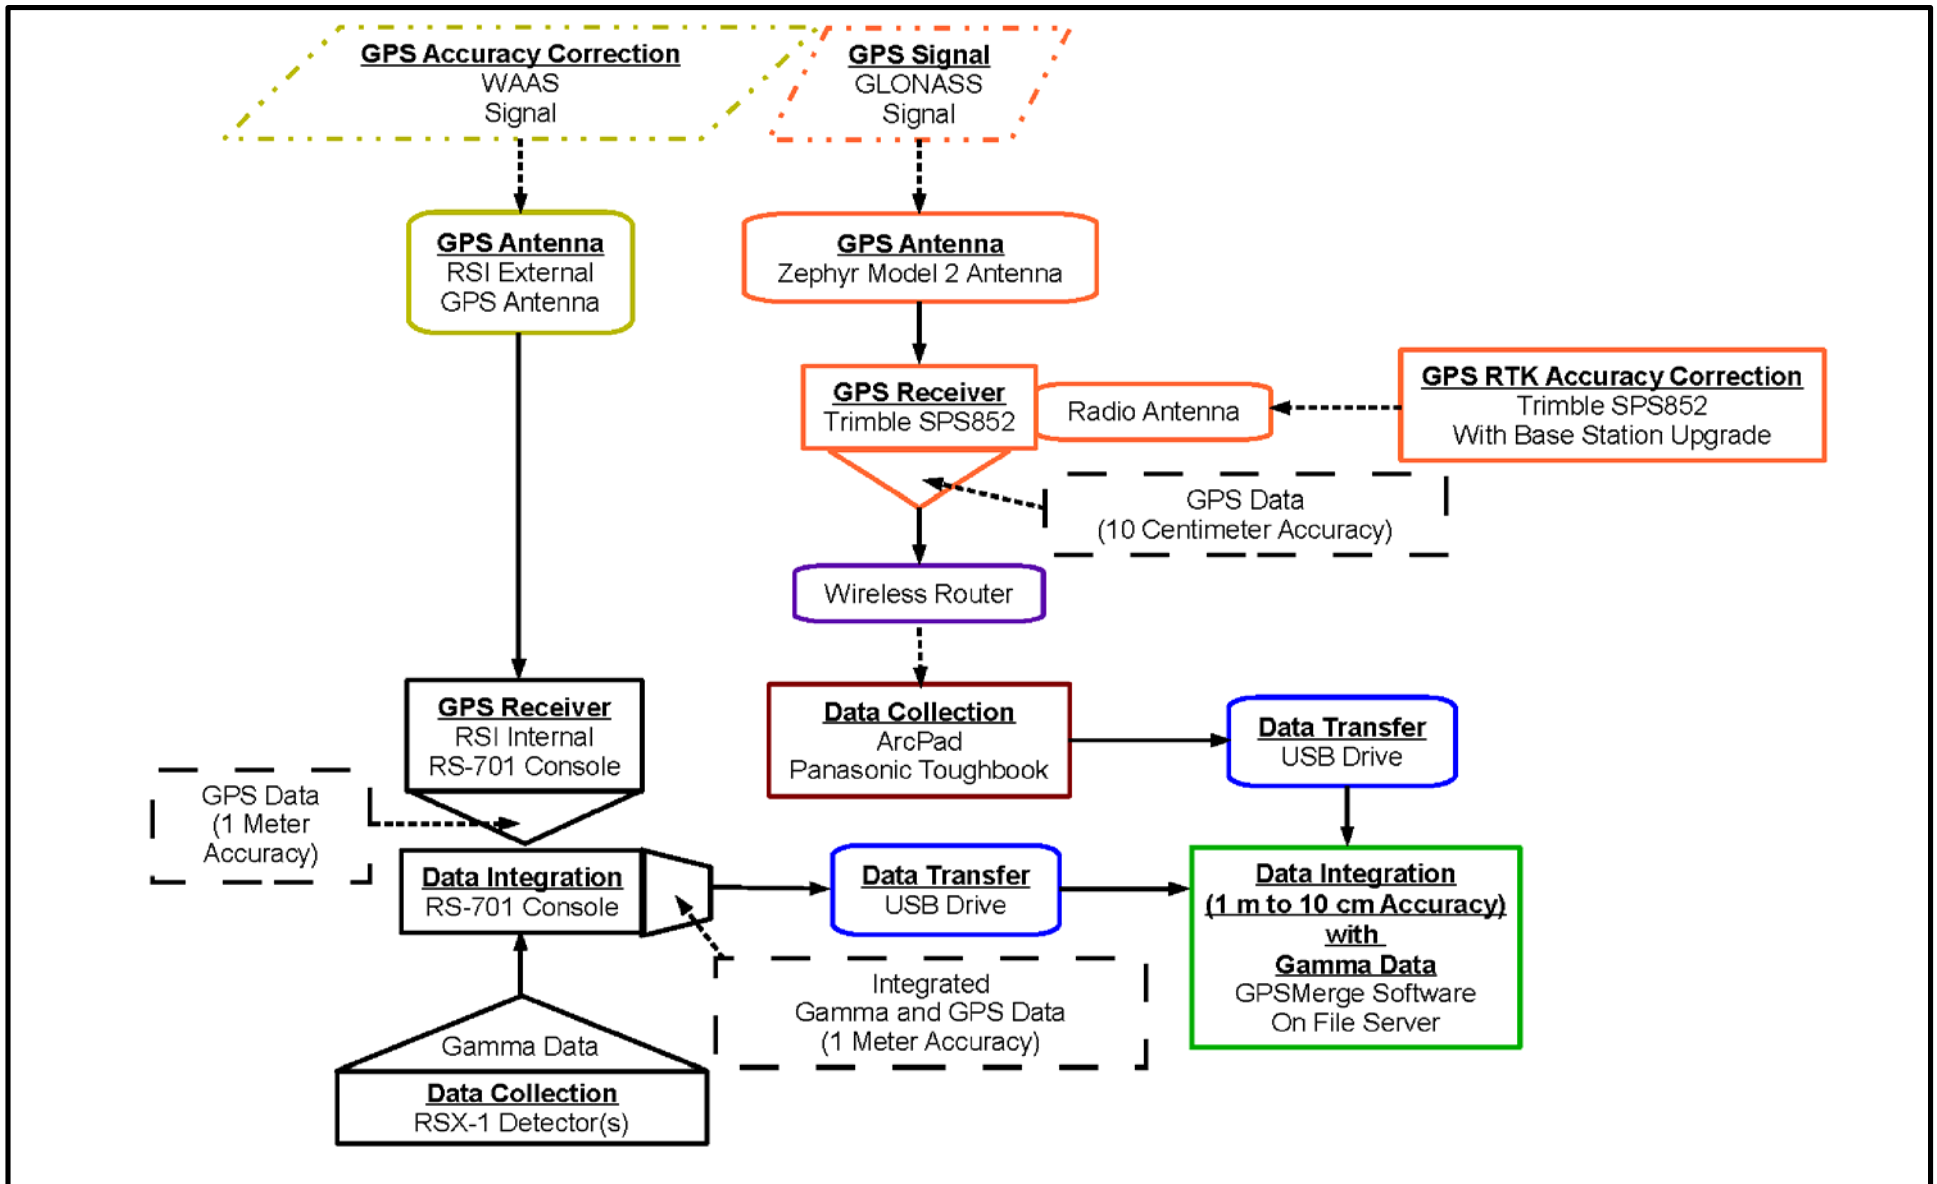 GPS Accuracy Correction
WAAS
Signal
GPS Signal
GLONASS
Signal
GPS Antenna
RSI External
GPS Antenna
GPS Antenna
Zephyr Model 2 Antenna
GPS Receiver
Trimble SPS852
Radio Antenna
GPS RTK Accuracy Correction
Trimble SPS852
With Base Station Upgrade
GPS Data
(10 Centimeter Accuracy)
Wireless Router
GPS Receiver
RSI Internal
RS-701 Console
Data Collection
ArcPad
Panasonic Toughbook
Data Transfer
USB Drive
GPS Data
(1 Meter
Accuracy)
Data Integration
RS-701 Console
Data Transfer
USB Drive
Data Integration
(1 m to 10 cm Accuracy)
with
Gamma Data
GPSMerge Software
On File Server
Integrated
Gamma and GPS Data
(1 Meter Accuracy)
Gamma Data
Data Collection
RSX-1 Detector(s)